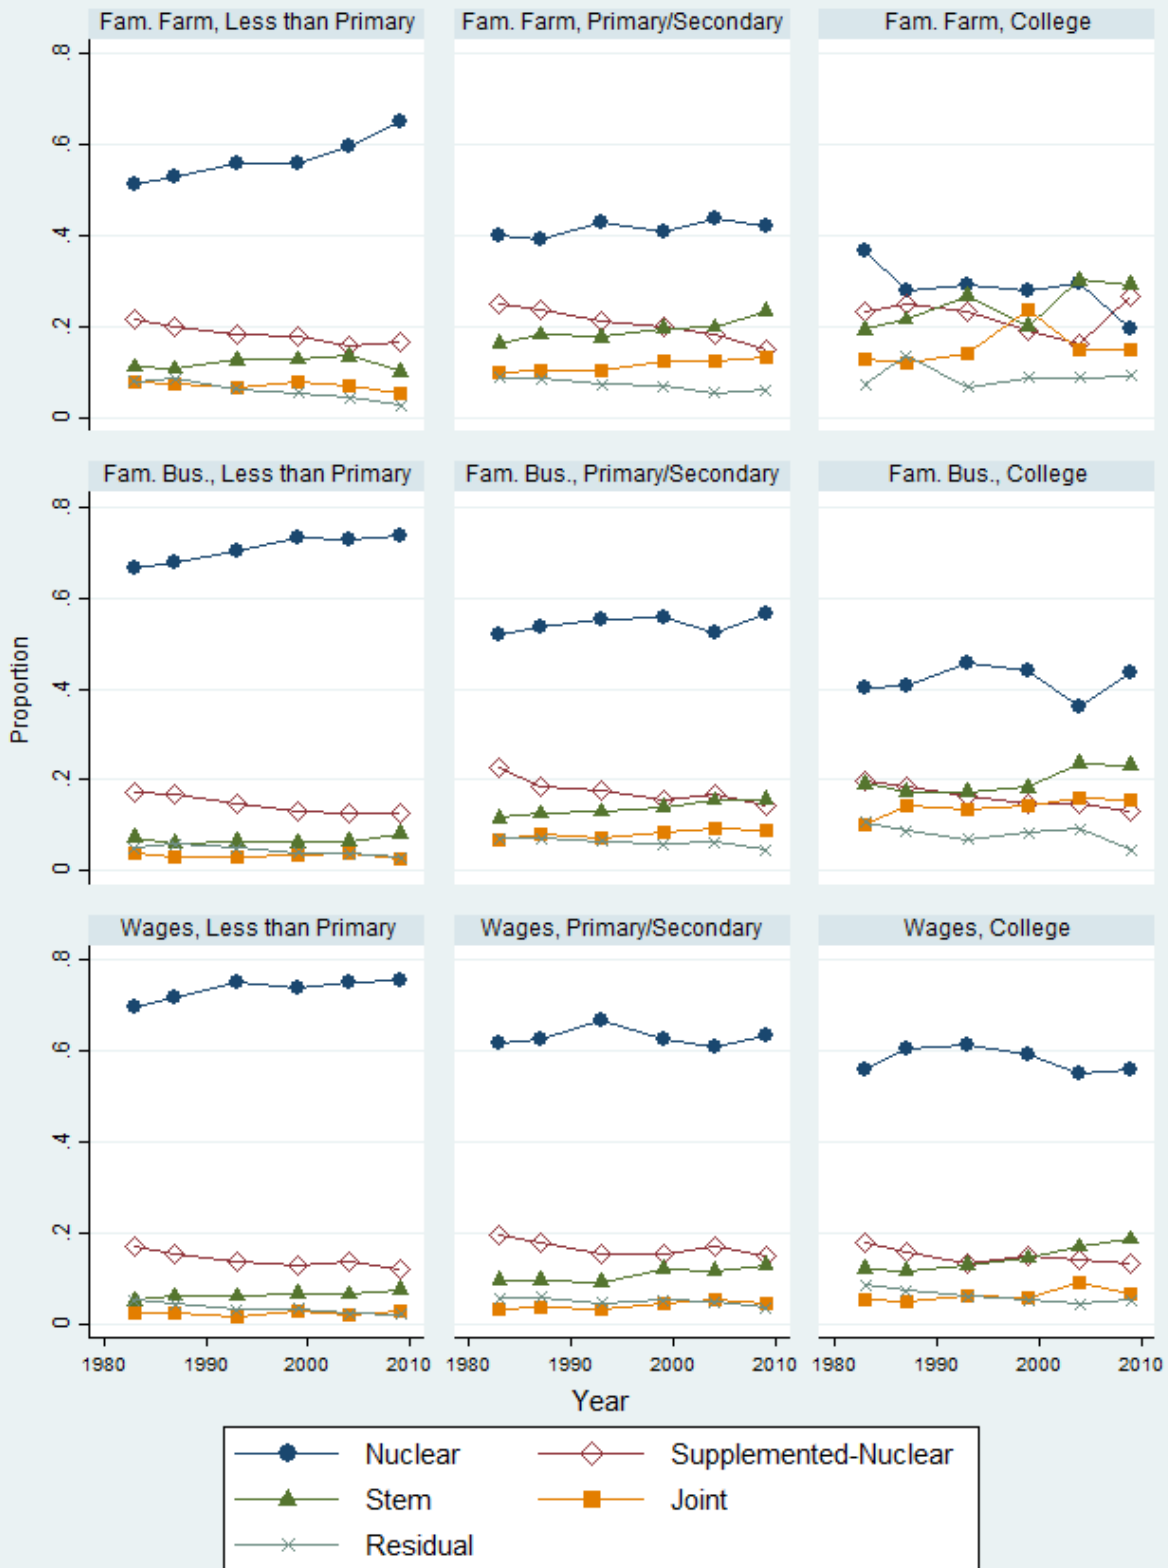 Fam. Farm, Less than Primary
Fam. Farm, Primary/Secondary
Fam. Farm, College
.8
.6
.4
.2
0
Fam. Bus., Less than Primary
Fam. Bus., Primary/Secondary
Fam. Bus., College
.8
.6
.4
.2
0
Proportion
Wages, Less than Primary
Wages, Primary/Secondary
Wages, College
.8
.6
.4
.2
0
1980 1990 2000 2010
1980 1990 2000 2010
1980 1990 2000 2010
Year
Nuclear
Supplemented-Nuclear
Stem
Joint
Residual